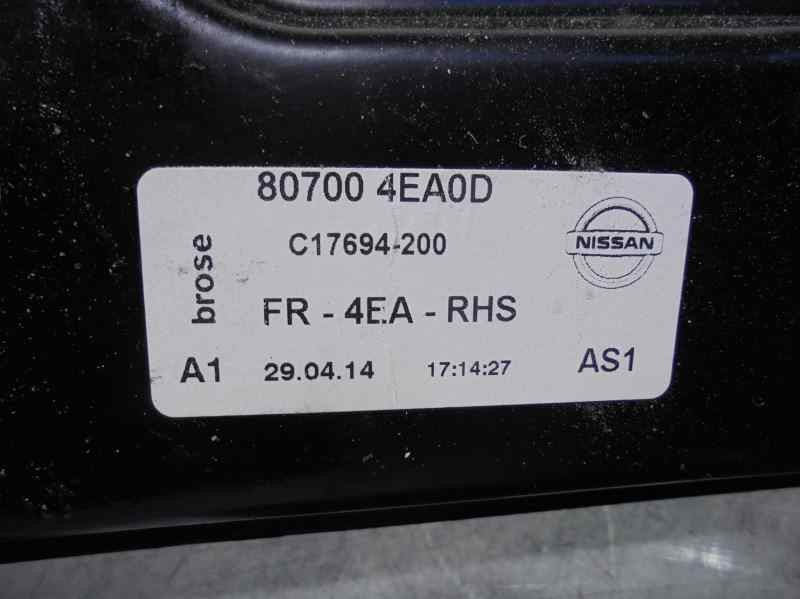 80700 4EA0D
C17694-200
NISSAN
brose
FR - 4EA - RHS
A1 29.04.14 17:14:27 AS1